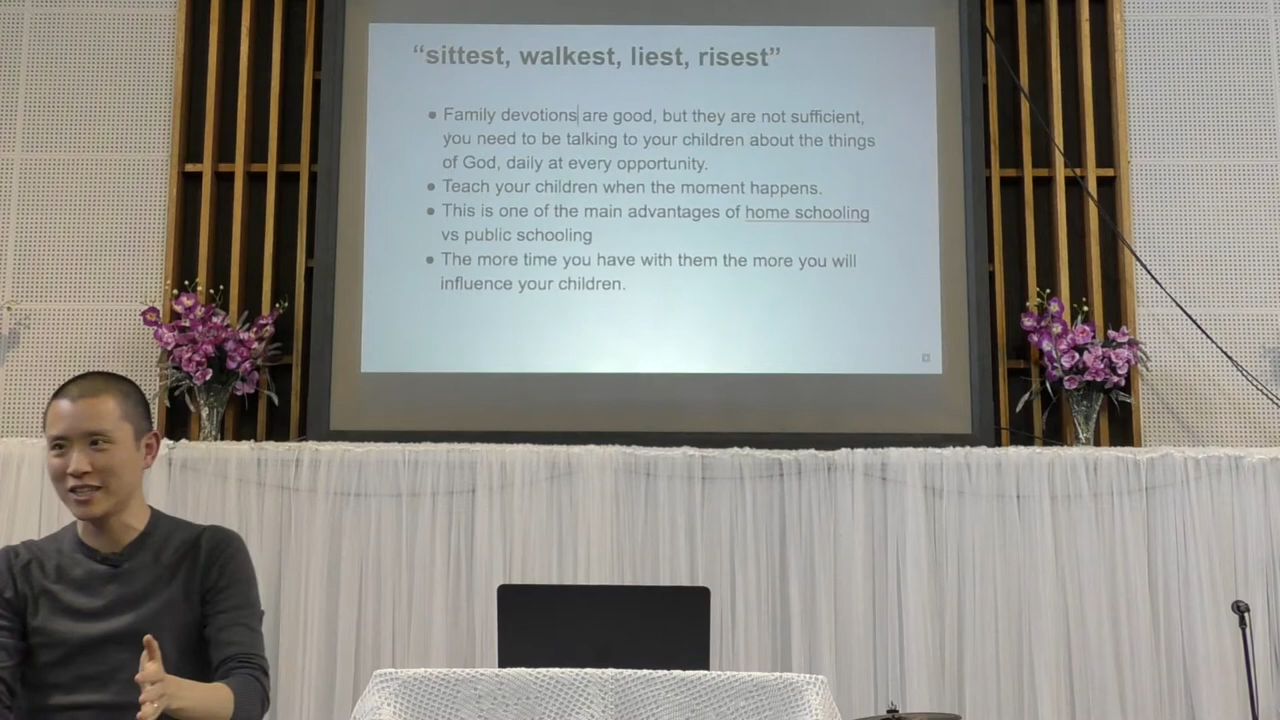 “sittest, walkest, liest, risest”
Family devotions are good, but they are not sufficient,
you need to be talking to your children about the things
of God, daily at every opportunity.
Teach your children when the moment happens.
This is one of the main advantages of home schooling
vs public schooling
The more time you have with them the more you will
influence your children.